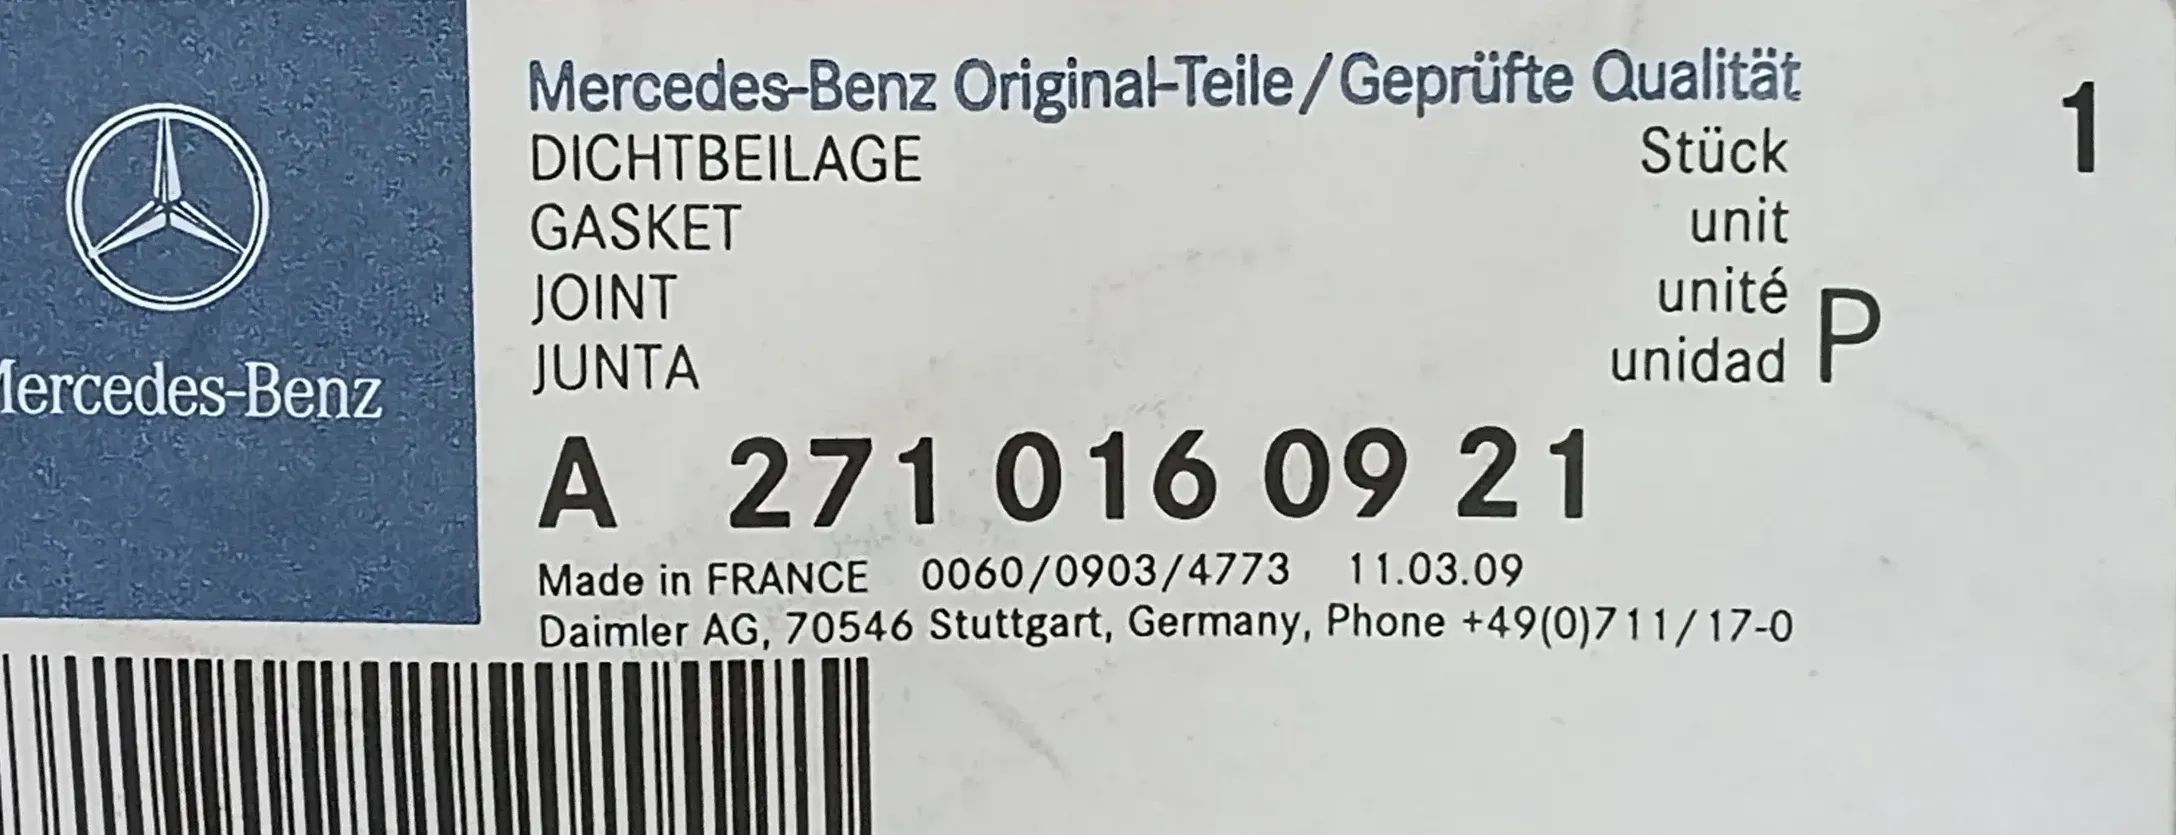 Mercedes-Benz
Mercedes-Benz Original-Teile/Geprüfte Qualität
DICHTBEILAGE
GASKET
JOINT
JUNTA
Stück 1
unit
unité
unidad P
A 271 016 09 21
Made in FRANCE 0060/0903/4773 11.03.09
Daimler AG, 70546 Stuttgart, Germany, Phone +49(0)711/17-0